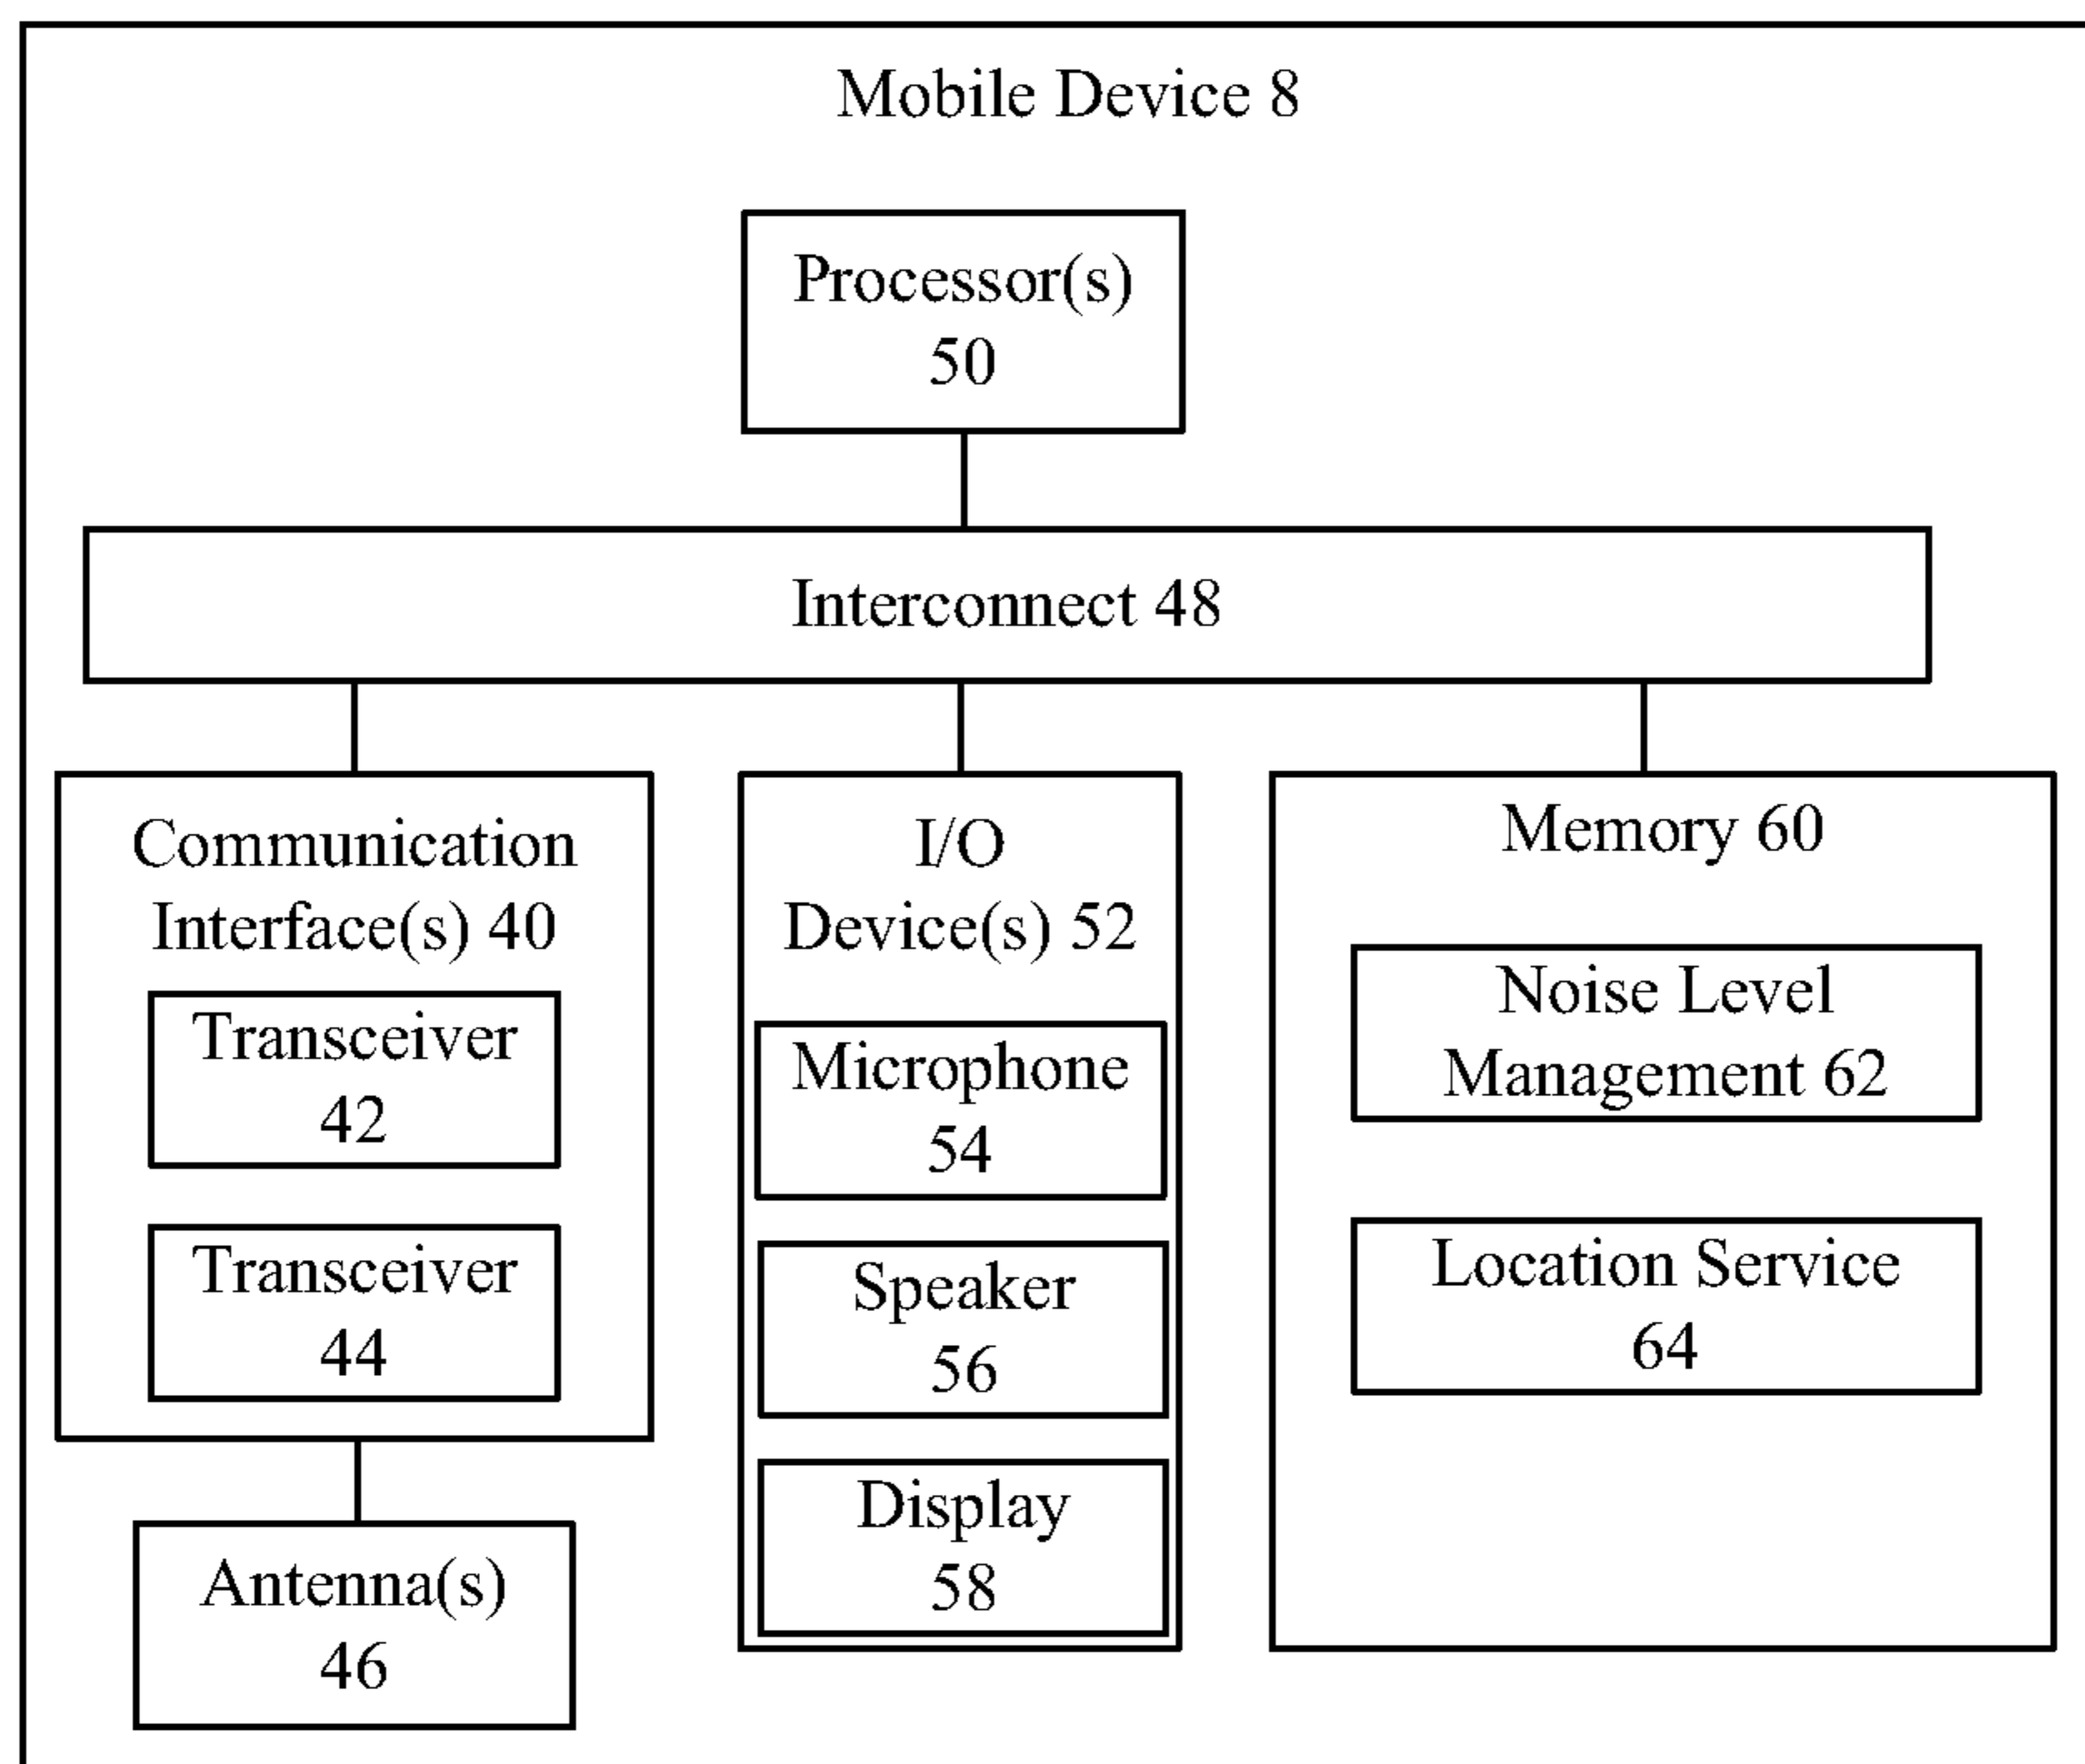 Mobile Device 8
Processor(s)
50
Interconnect 48
Communication
Interface(s) 40
Transceiver
42
Transceiver
44
Antenna(s)
46
I/O
Device(s) 52
Microphone
54
Speaker
56
Display
58
Memory 60
Noise Level
Management 62
Location Service
64